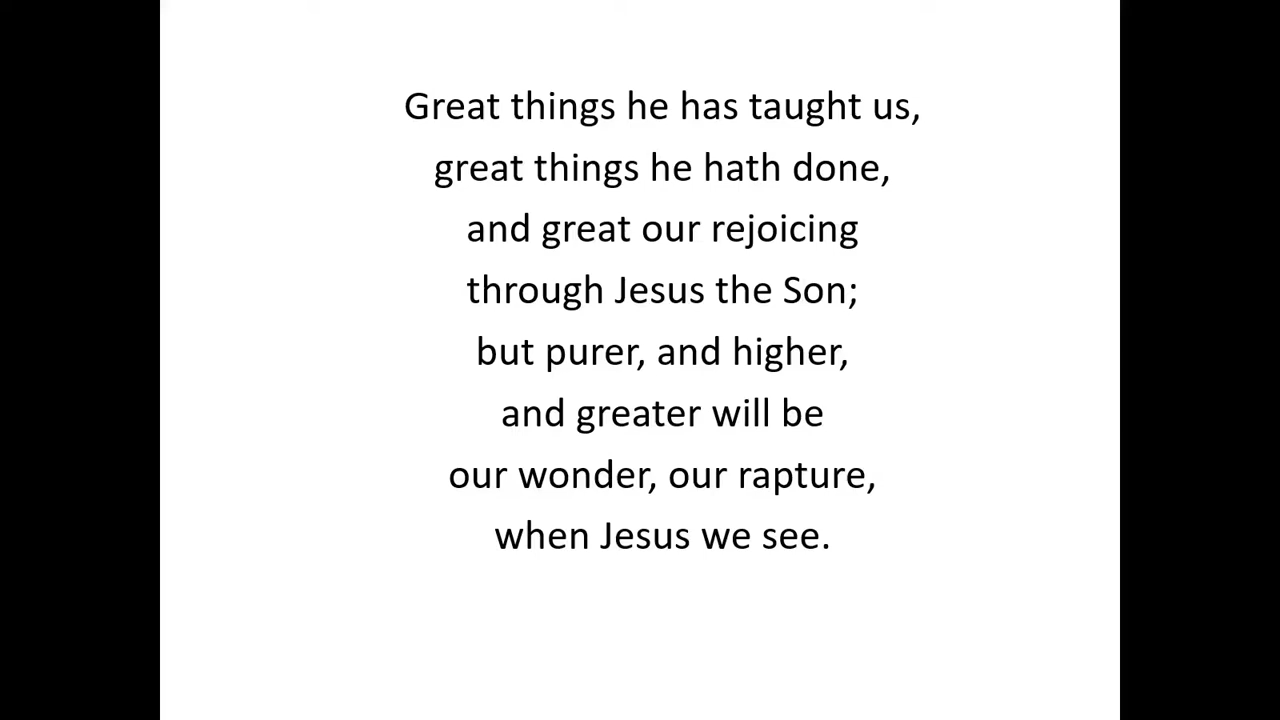 Great things he has taught us,
great things he hath done,
and great our rejoicing
through Jesus the Son;
but purer, and higher,
and greater will be
our wonder, our rapture,
when Jesus we see.